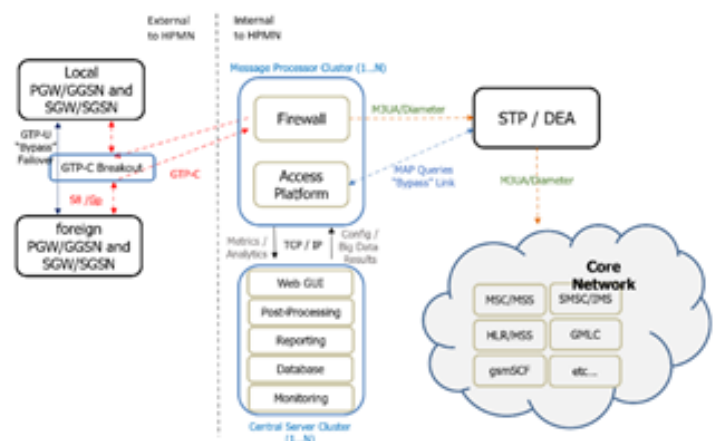 External
to HPMN
Internal
to HPMN
Local
PGW/GGSN and
SGW/SGSN
GTP-U
"Bypass"
Failover
GTP-C Breakout
GTP-C
S8 /Gp
foreign
PGW/GGSN and
SGW/SGSN
Message Processor Cluster (1...N)
Firewall
Access
Platform
M3UA/Diameter
STP / DEA
MAP Queries
"Bypass" Link
M3UA/Diameter
Metrics /
Analytics
TCP / IP
Config /
Big Data
Results
Web GUE
Post-Processing
Reporting
Database
Monitoring
Central Server Cluster
(1...N)
Core
Network
MSC/MSS
SMSC/IMS
HLR/HSS
GMLC
gsmSCF
etc...